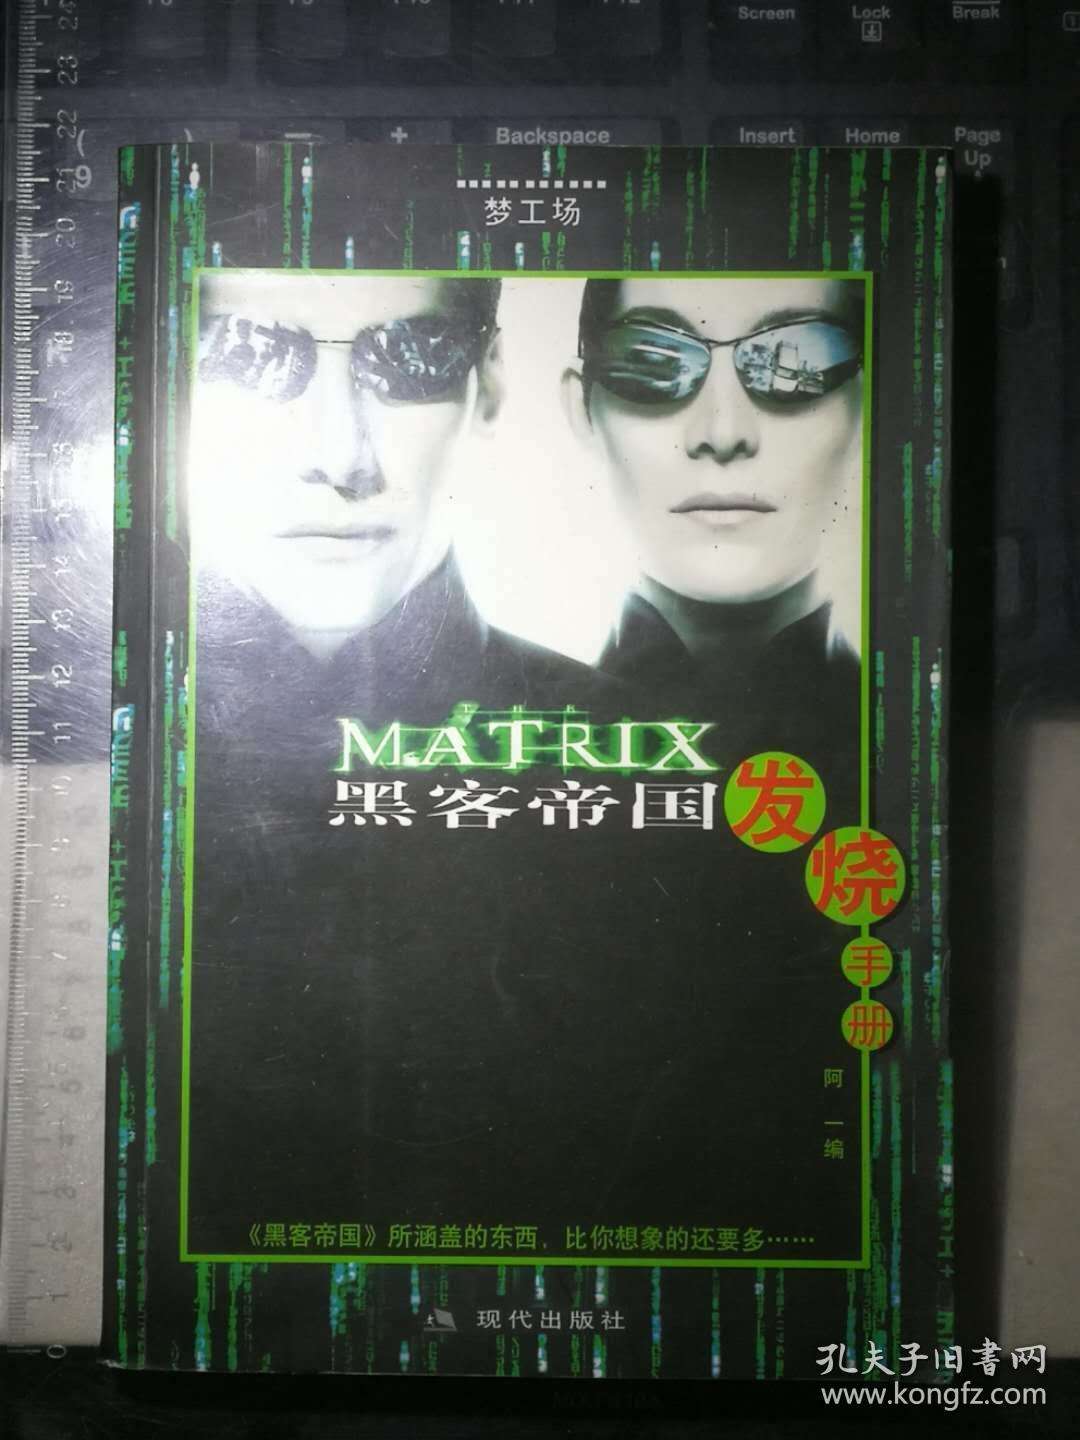 Screen
Lock
Break
Backspace
Insert
Home
Page
Up
梦工场
THE
MATRIX
黑客帝国
发烧手册
阿一编
《黑客帝国》所涵盖的东西，比你想象的还要多……
现代出版社
孔夫子旧書网
www.kongfz.com